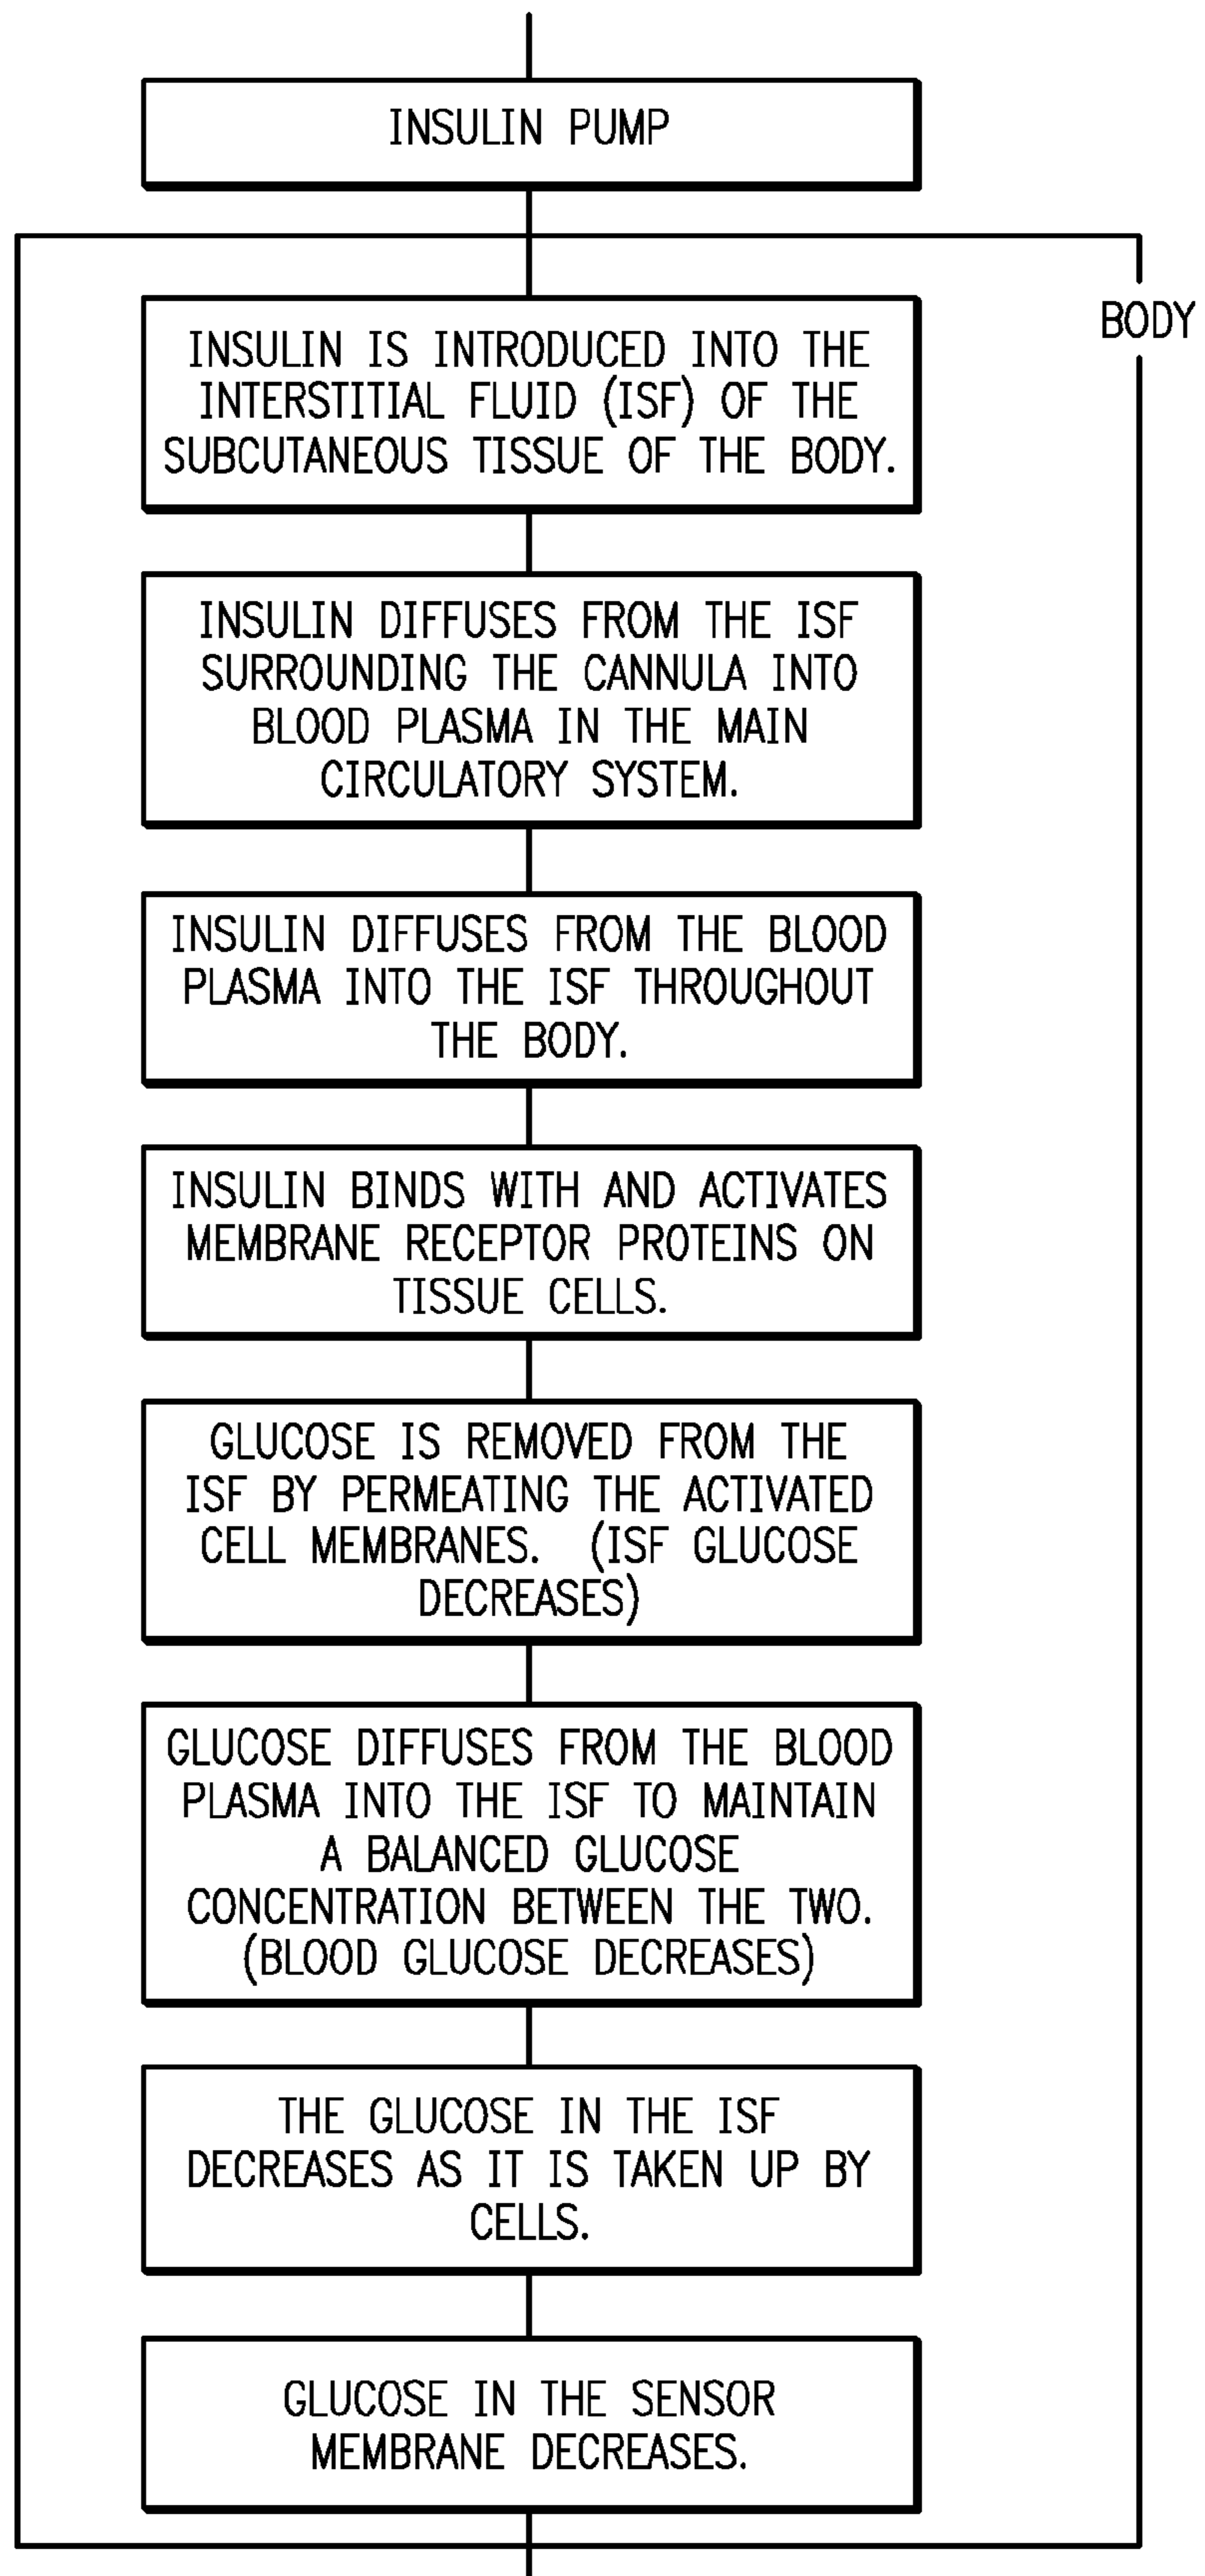 INSULIN PUMP
BODY
INSULIN IS INTRODUCED INTO THE
INTERSTITIAL FLUID (ISF) OF THE
SUBCUTANEOUS TISSUE OF THE BODY.
INSULIN DIFFUSES FROM THE ISF
SURROUNDING THE CANNULA INTO
BLOOD PLASMA IN THE MAIN
CIRCULATORY SYSTEM.
INSULIN DIFFUSES FROM THE BLOOD
PLASMA INTO THE ISF THROUGHOUT
THE BODY.
INSULIN BINDS WITH AND ACTIVATES
MEMBRANE RECEPTOR PROTEINS ON
TISSUE CELLS.
GLUCOSE IS REMOVED FROM THE
ISF BY PERMEATING THE ACTIVATED
CELL MEMBRANES. (ISF GLUCOSE
DECREASES)
GLUCOSE DIFFUSES FROM THE BLOOD
PLASMA INTO THE ISF TO MAINTAIN
A BALANCED GLUCOSE
CONCENTRATION BETWEEN THE TWO.
(BLOOD GLUCOSE DECREASES)
THE GLUCOSE IN THE ISF
DECREASES AS IT IS TAKEN UP BY
CELLS.
GLUCOSE IN THE SENSOR
MEMBRANE DECREASES.